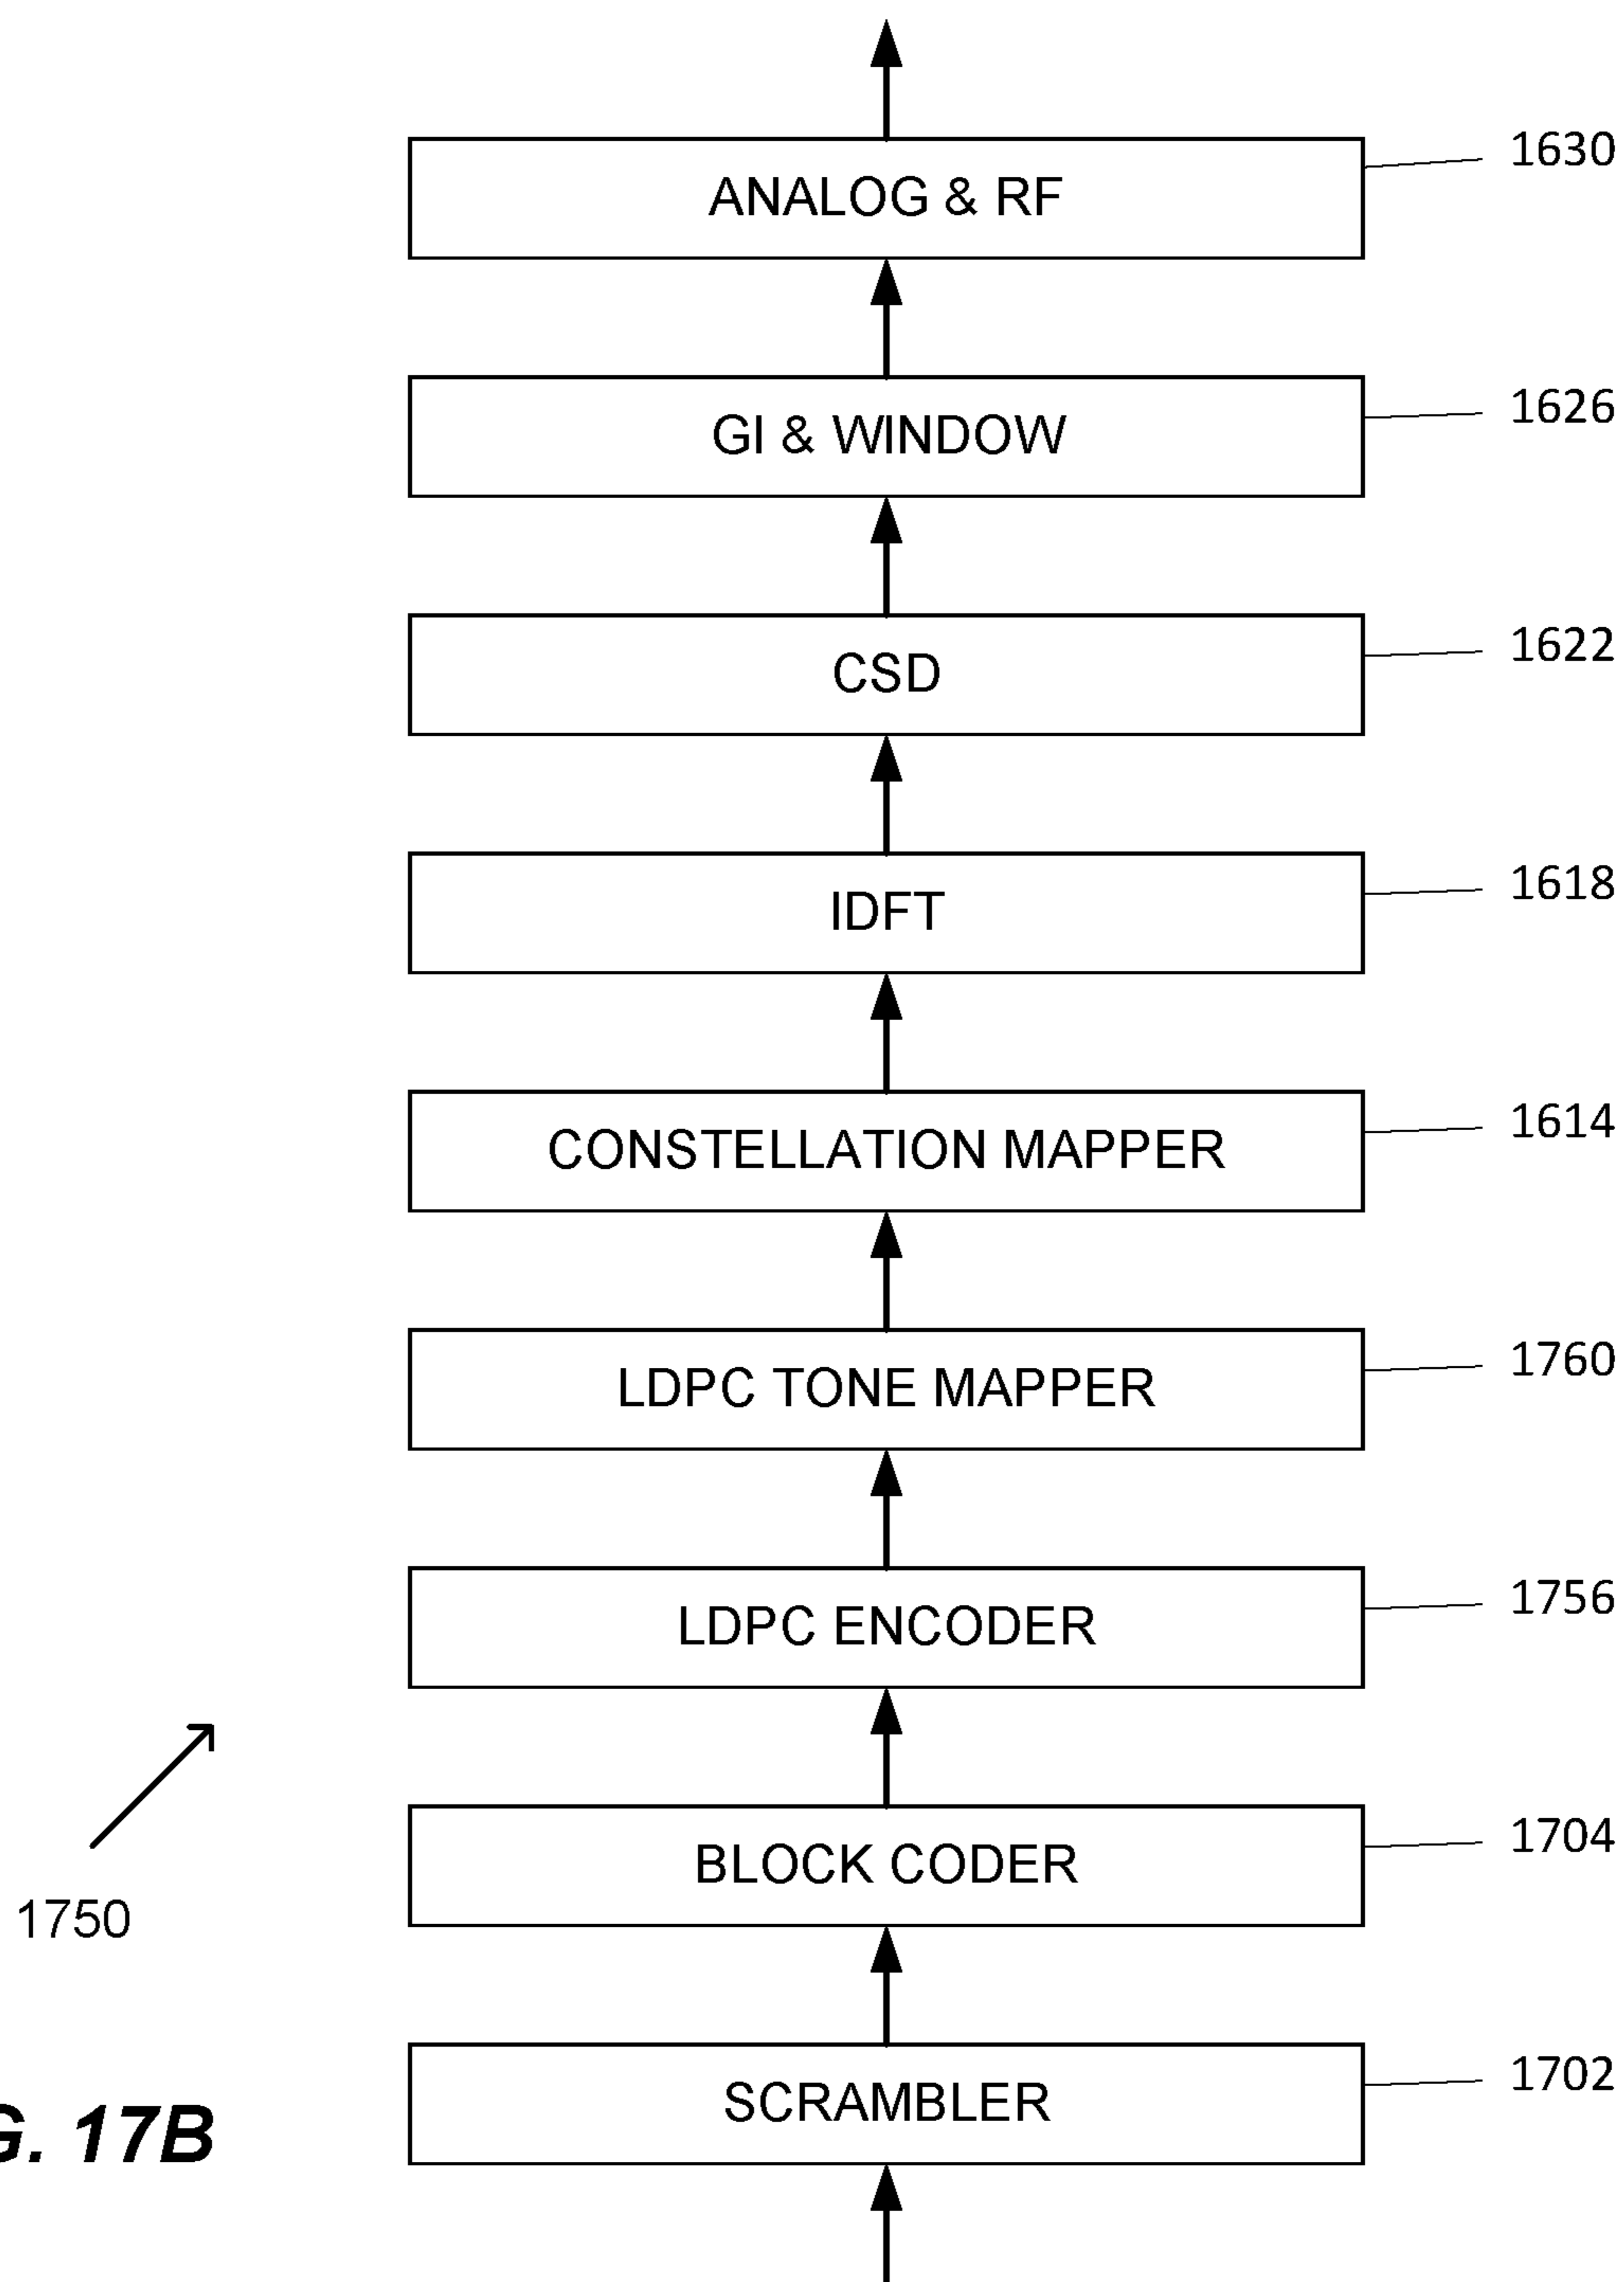 ANALOG & RF 1630
GI & WINDOW 1626
CSD 1622
IDFT 1618
CONSTELLATION MAPPER 1614
LDPC TONE MAPPER 1760
LDPC ENCODER 1756
BLOCK CODER 1704
1750
SCRAMBLER 1702
G. 17B